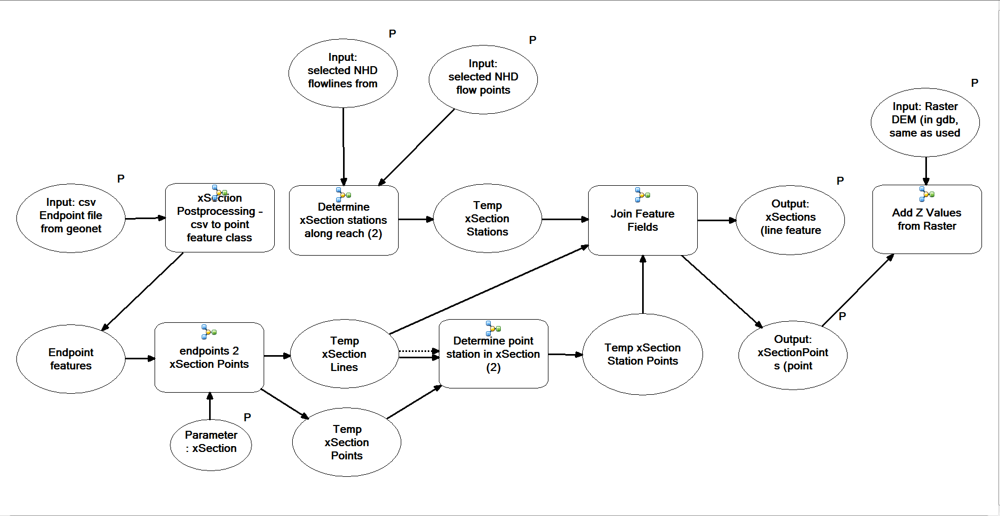 P
Input:
selected NHD
flowlines from
P
Input:
selected NHD
flow points
P
Input: Raster
DEM (in gdb,
same as used
P
Input: csv
Endpoint file
from geonet
xSection
Postprocessing -
csv to point
feature class
Determine
xSection stations
along reach (2)
Temp
xSection
Stations
Join Feature
Fields
P
Output:
xSections
(line feature
Add Z Values
from Raster
Endpoint
features
endpoints 2
xSection Points
Temp
xSection
Lines
Determine point
station in xSection
(2)
Temp xSection
Station Points
P
Output:
xSectionPoint
s (point
P
Parameter
: xSection
Temp
xSection
Points